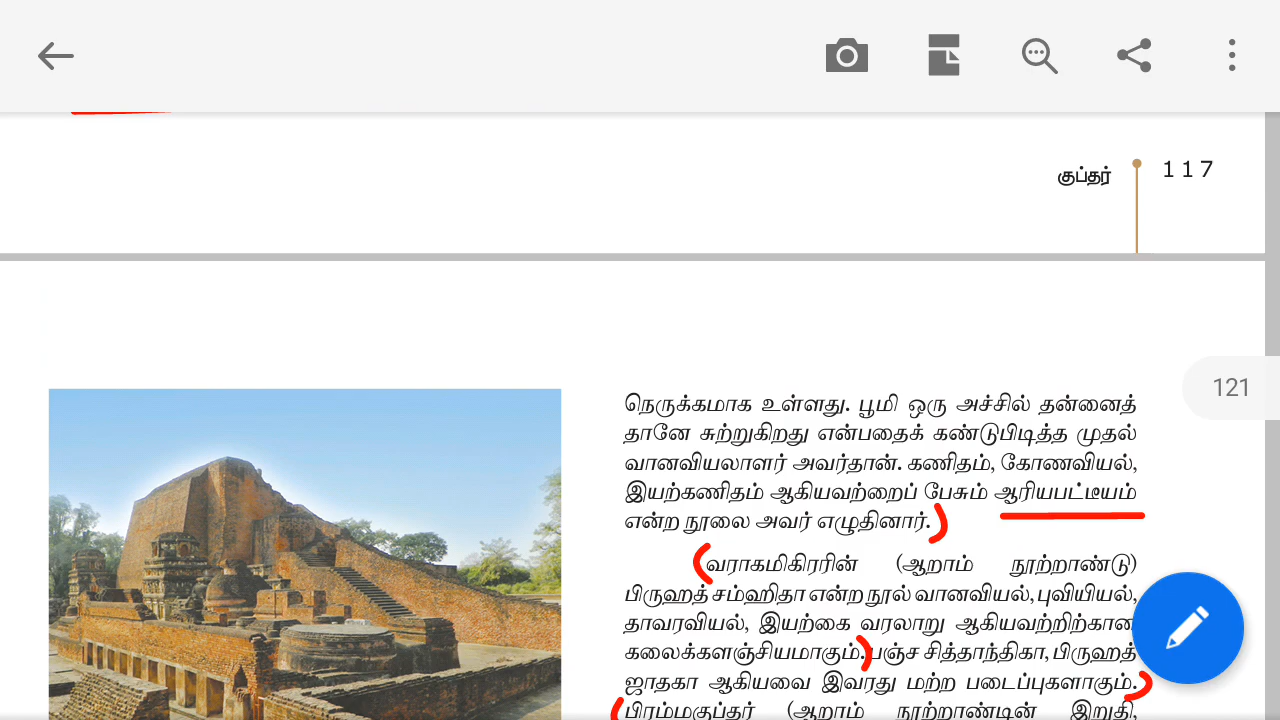 குப்தர்
117
121
நெருக்கமாக உள்ளது. பூமி ஒரு அச்சில் தன்னைத்
தானே சுற்றுகிறது என்பதைக் கண்டுபிடித்த முதல்
வானவியலாளர் அவர்தான். கணிதம், கோணவியல்,
இயற்கணிதம் ஆகியவற்றைப் பேசும் ஆரியபட்டீயம்
என்ற நூலை அவர் எழுதினார்.
வராகமிகிரரின் (ஆறாம் நூற்றாண்டு)
பிருஹத் சம்ஹிதா என்ற நூல் வானவியல், புவியியல்,
தாவரவியல், இயற்கை வரலாறு ஆகியவற்றிற்கான
கலைக்களஞ்சியமாகும். பஞ்ச சித்தாந்திகா, பிருஹத்
ஜாதகா ஆகியவை இவரது மற்ற படைப்புகளாகும்.
பிரம்மகுப்தர் (ஆறாம் நூற்றாண்டின் இறுதி,